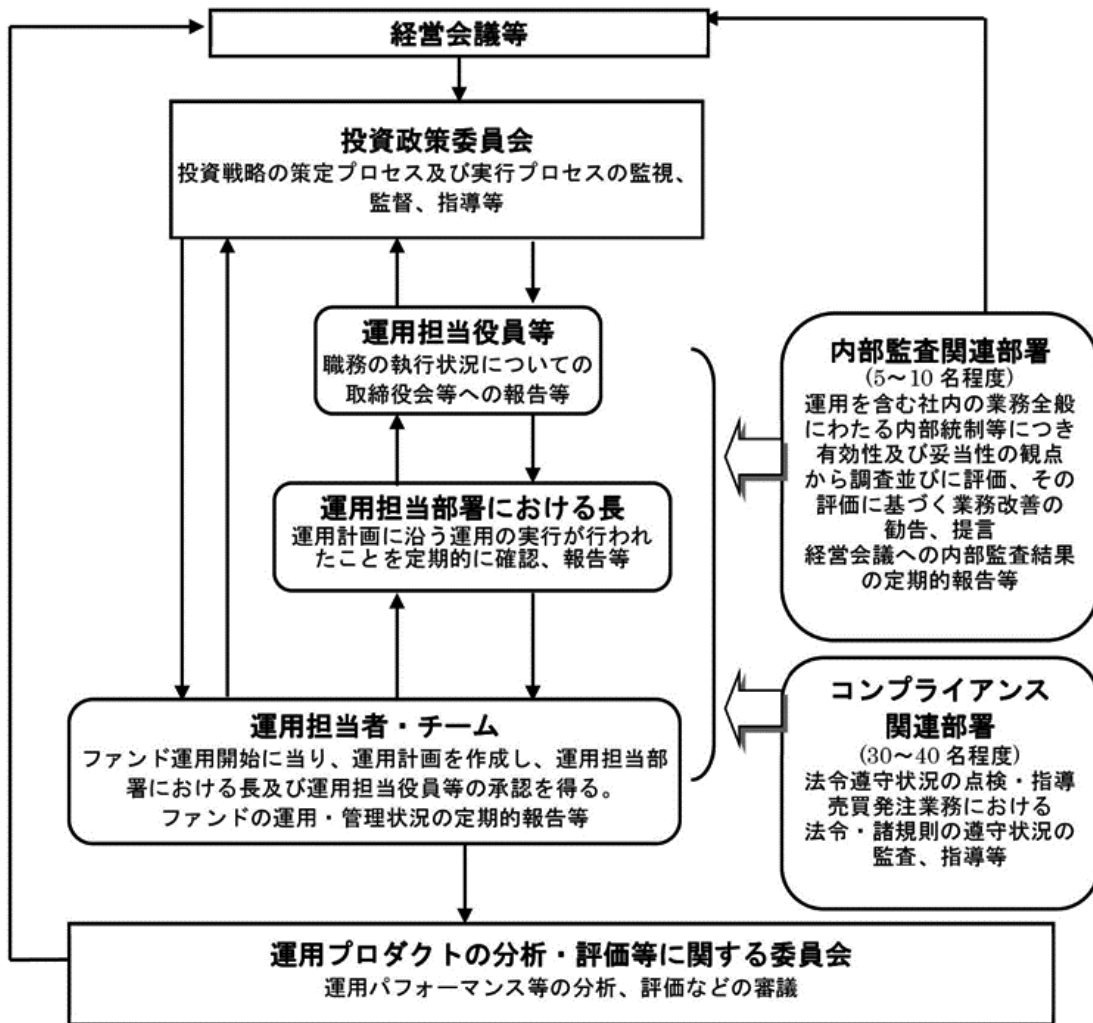 経営会議等
投資政策委員会
投資戦略の策定プロセス及び実行プロセスの監視、
監督、指導等
運用担当役員等
職務の執行状況についての
取締役会等への報告等
運用担当部署における長
運用計画に沿う運用の実行が行われ
たことを定期的に確認、報告等
運用担当者・チーム
ファンド運用開始に当り、運用計画を作成し、運用担当部
署における長及び運用担当役員等の承認を得る。
ファンドの運用・管理状況の定期的報告等
内部監査関連部署
(5～10 名程度)
運用を含む社内の業務全般
にわたる内部統制等につき
有効性及び妥当性の観点
から調査並びに評価、その
評価に基づく業務改善の
勧告、提言
経営会議への内部監査結果
の定期的報告等
コンプライアンス
関連部署
(30～40 名程度)
法令遵守状況の点検・指導
売買発注業務における
法令・諸規則の遵守状況の
監査、指導等
運用プロダクトの分析・評価等に関する委員会
運用パフォーマンス等の分析、評価などの審議